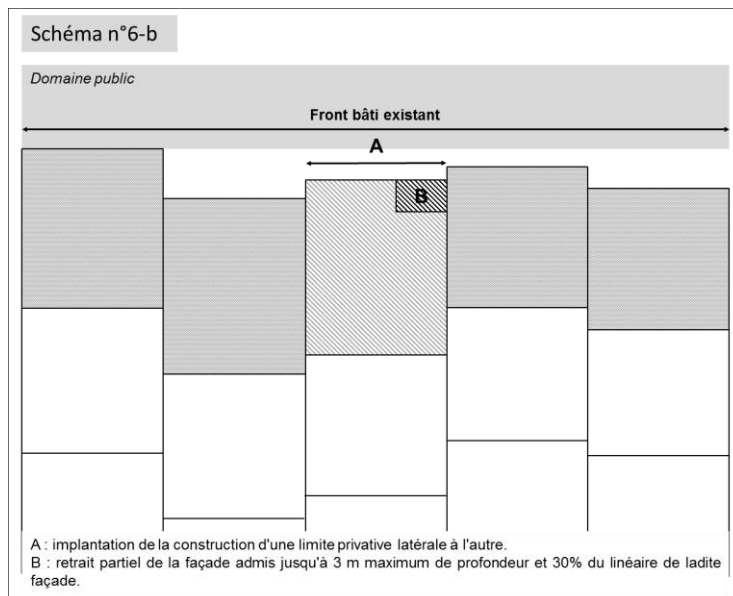 Schéma n°6-b
Domaine public
Front bâti existant
A
B
A : implantation de la construction d'une limite privative latérale à l'autre.
B : retrait partiel de la façade admis jusqu'à 3 m maximum de profondeur et 30% du linéaire de ladite
façade.